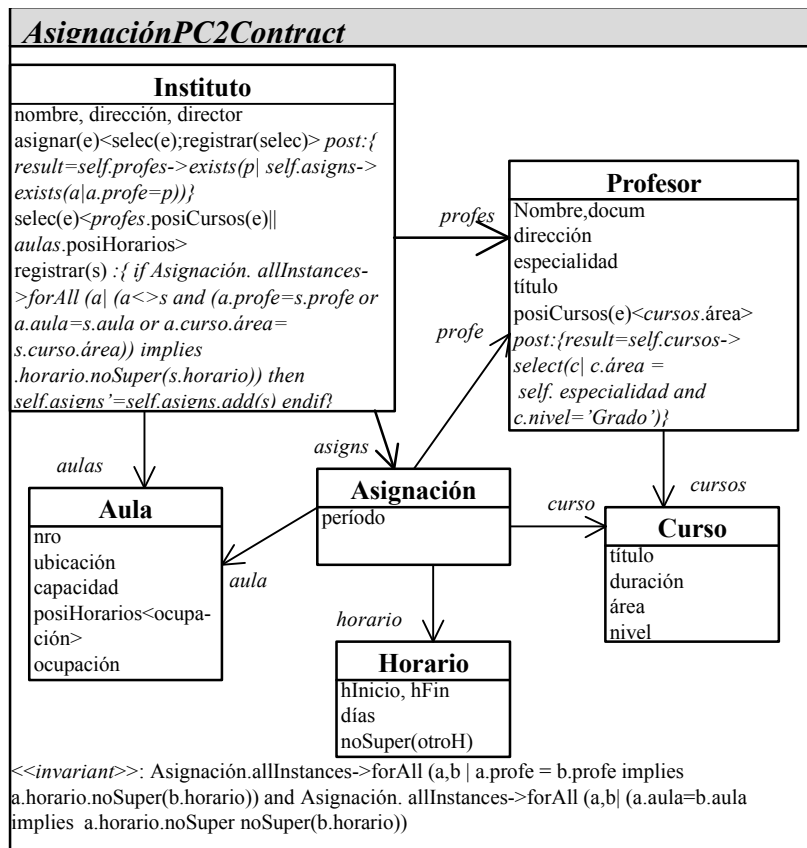 AsignaciónPC2Contract
Instituto
nombre, dirección, director
asignar(e)<selec(e);registrar(selec)> post:{
result=self.profes->exists(p| self.asigns->
exists(a|a.profe=p))}
selec(e)<profes.posiCursos(e)||
aulas.posiHorarios>
registrar(s) :{ if Asignación. allInstances-
>forAll (a| (a<>s and (a.profe=s.profe or
a.aula=s.aula or a.curso.área=
s.curso.área)) implies
.horario.noSuper(s.horario)) then
self.asigns’=self.asigns.add(s) endif}
profes
Profesor
Nombre,docum
dirección
especialidad
título
posiCursos(e)<cursos.área>
post:{result=self.cursos->
select(c| c.área =
self. especialidad and
c.nivel=’Grado’)}
profe
asigns
aulas
cursos
Aula
nro
ubicación
capacidad
posiHorarios<ocupa-
ción>
ocupación
aula
Asignación
período
curso
Curso
título
duración
área
nivel
horario
Horario
hInicio, hFin
días
noSuper(otroH)
<<invariant>>: Asignación.allInstances->forAll (a,b | a.profe = b.profe implies
a.horario.noSuper(b.horario)) and Asignación. allInstances->forAll (a,b| (a.aula=b.aula
implies a.horario.noSuper noSuper(b.horario))